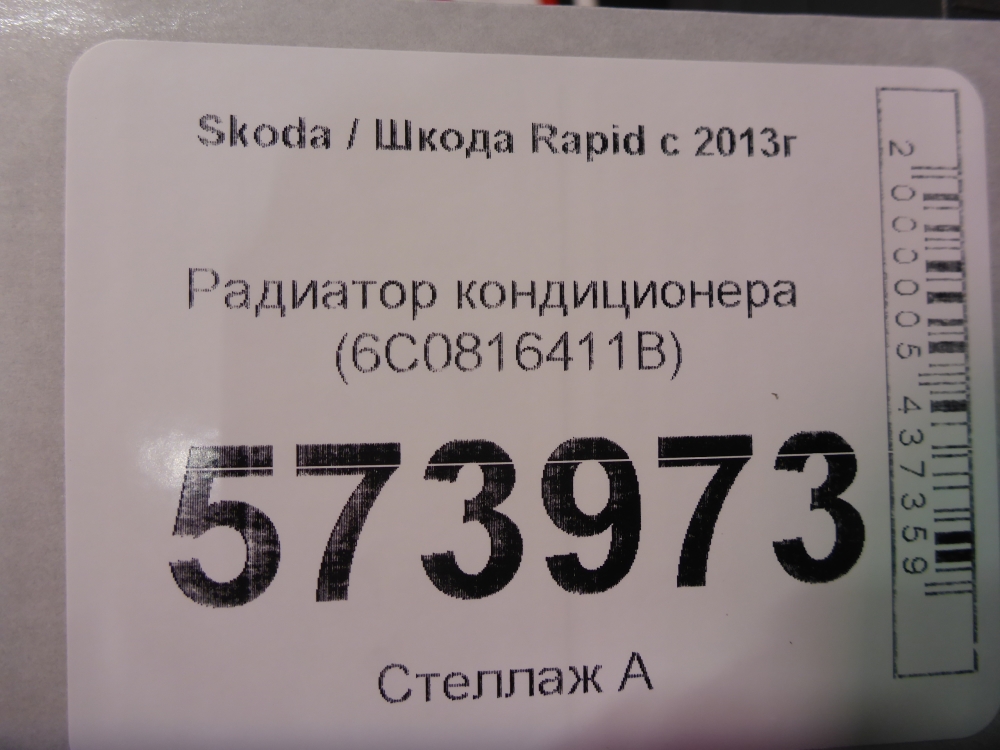 Skoda / Шкода Rapid с 2013г
Радиатор кондиционера
(6C0816411B)
573973
Стеллаж А
2000005437359